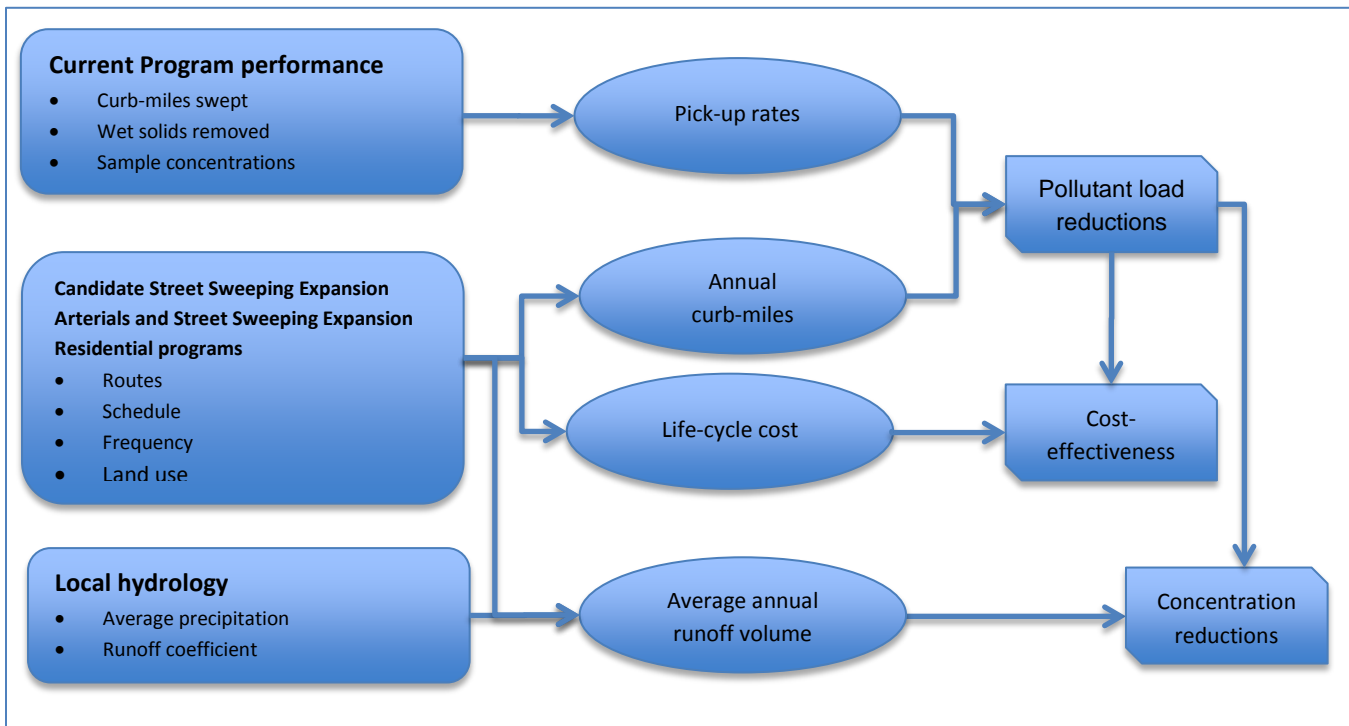 Current Program performance
• Curb-miles swept
• Wet solids removed
• Sample concentrations
Pick-up rates
Pollutant load
reductions
Candidate Street Sweeping Expansion
Arterials and Street Sweeping Expansion
Residential programs
• Routes
• Schedule
• Frequency
• Land use
Annual
curb-miles
Life-cycle cost
Cost-
effectiveness
Local hydrology
• Average precipitation
• Runoff coefficient
Average annual
runoff volume
Concentration
reductions